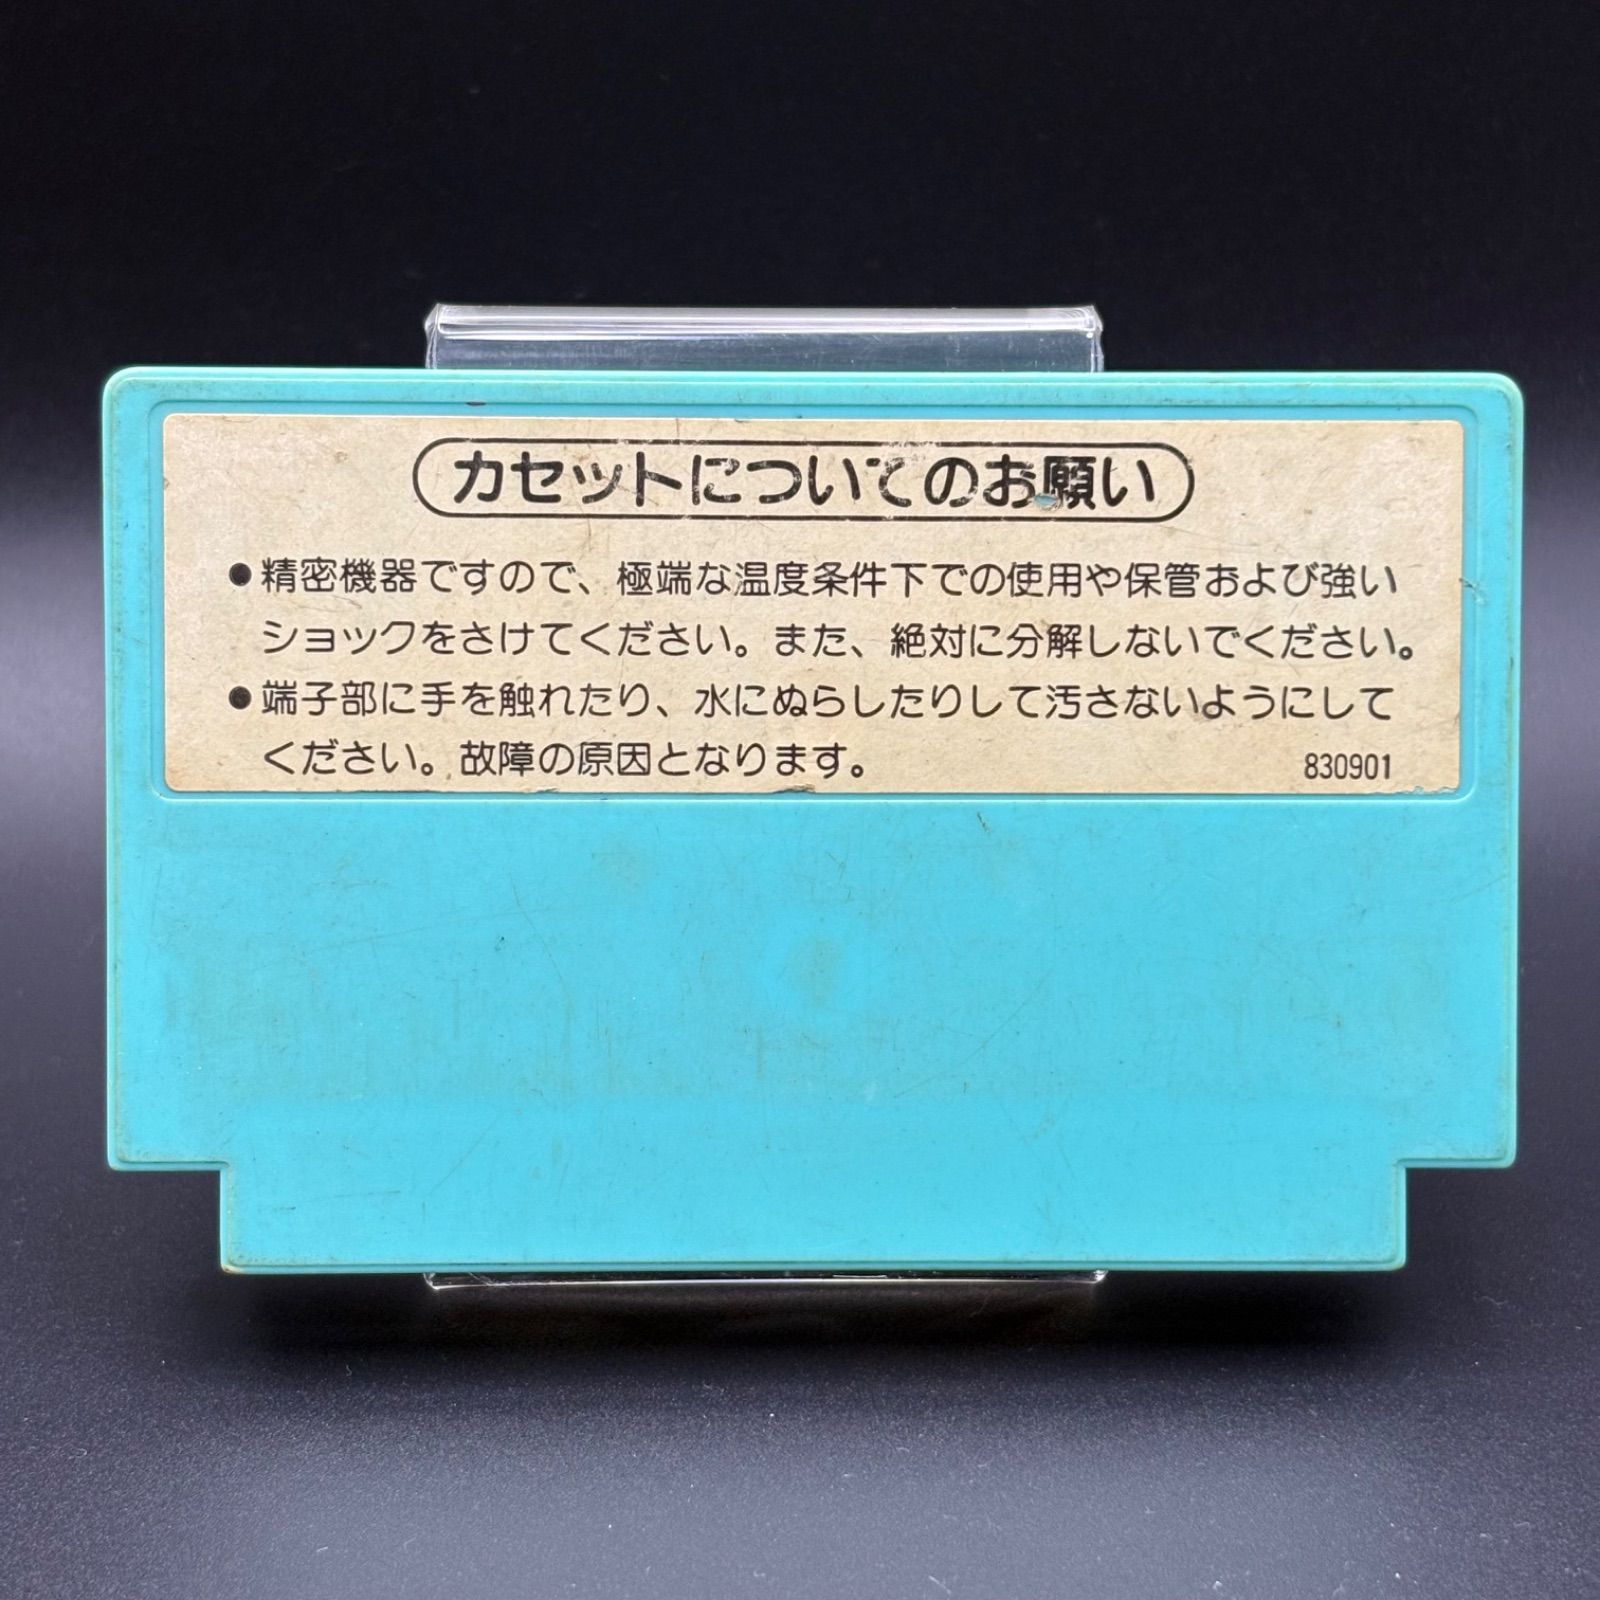 カセットについてのお願い
●精密機器ですので、極端な温度条件下での使用や保管および強い
ショックをさけてください。また、絶対に分解しないでください。
●端子部に手を触れたり、水にぬらしたりして汚さないようにして
ください。故障の原因となります。
830901